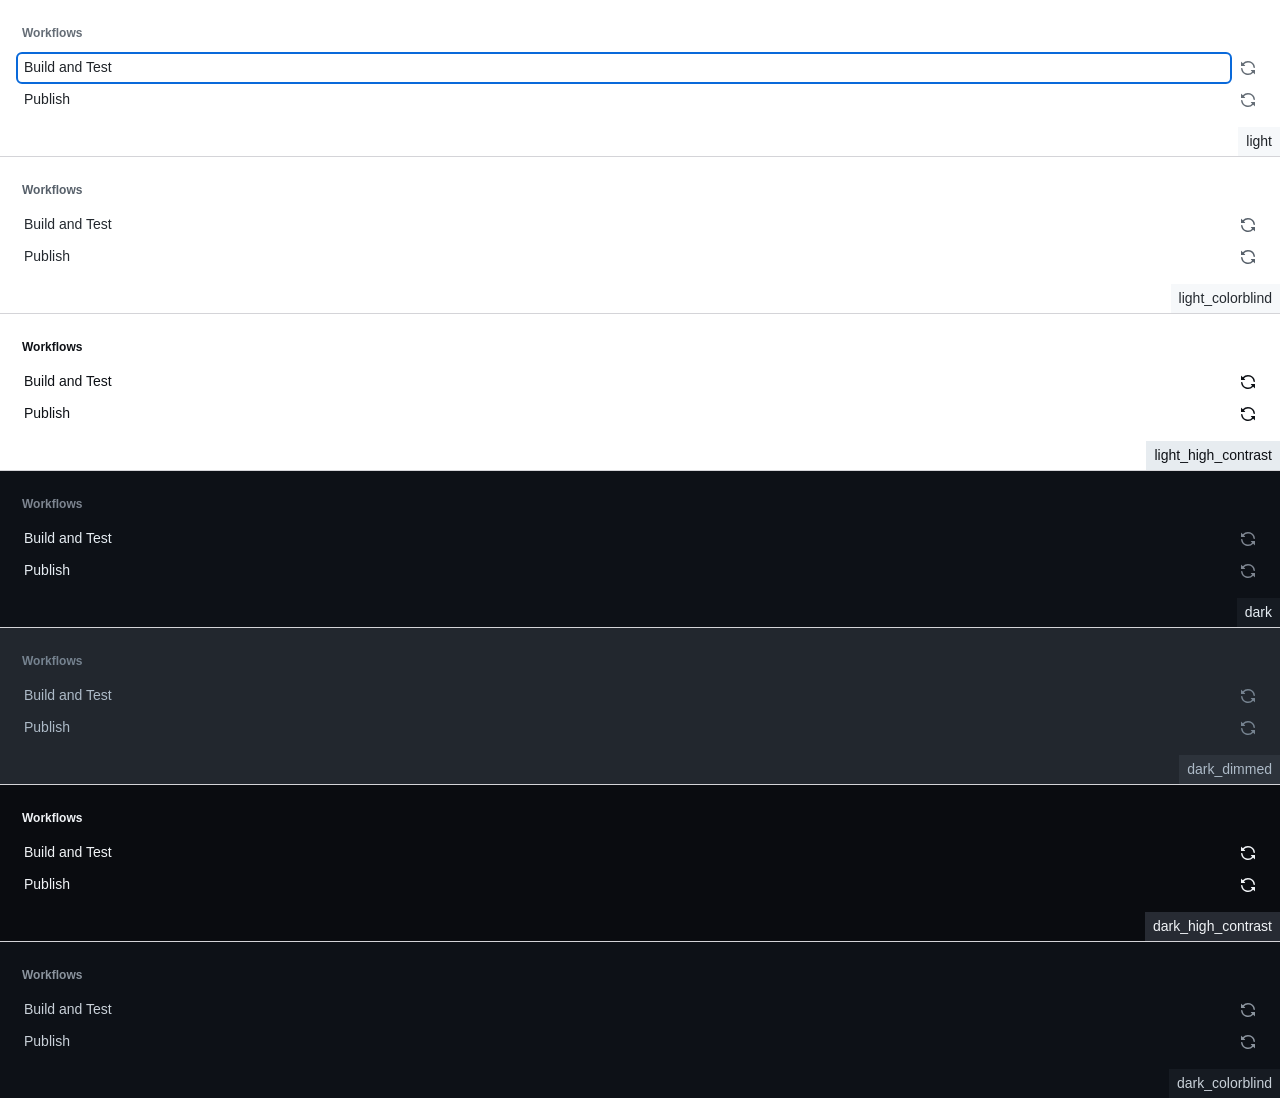 Workflows
Build and Test
Publish
light
Workflows
Build and Test
Publish
light_colorblind
Workflows
Build and Test
Publish
light_high_contrast
Workflows
Build and Test
Publish
dark
Workflows
Build and Test
Publish
dark_dimmed
Workflows
Build and Test
Publish
dark_high_contrast
Workflows
Build and Test
Publish
dark_colorblind